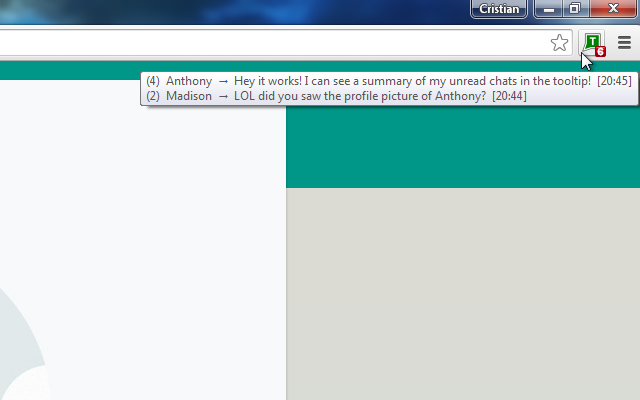 Cristian
T
6
(4) Anthony → Hey it works! I can see a summary of my unread chats in the tooltip! [20:45]
(2) Madison → LOL did you saw the profile picture of Anthony? [20:44]